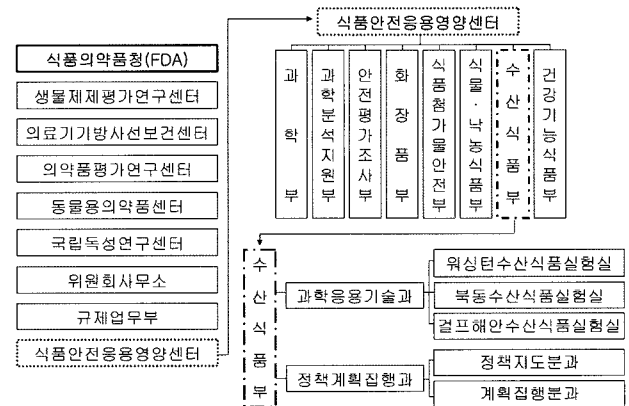 식품의약품청(FDA)
생물제제평가연구센터
의료기기방사선보건센터
의약품평가연구센터
동물용의약품센터
국립독성연구센터
위원회사무소
규제업무부
식품안전응용영양센터
식품안전응용영양센터
과학부
과학분석지원부
안전평가조사부
화장품부
식품첨가물안전부
식물·낙농식품부
수산식품부
건강기능식품부
수산식품부
과학응용기술과
워싱턴수산식품실험실
북동수산식품실험실
걸프해안수산식품실험실
정책계획집행과
정책지도분과
계획집행분과